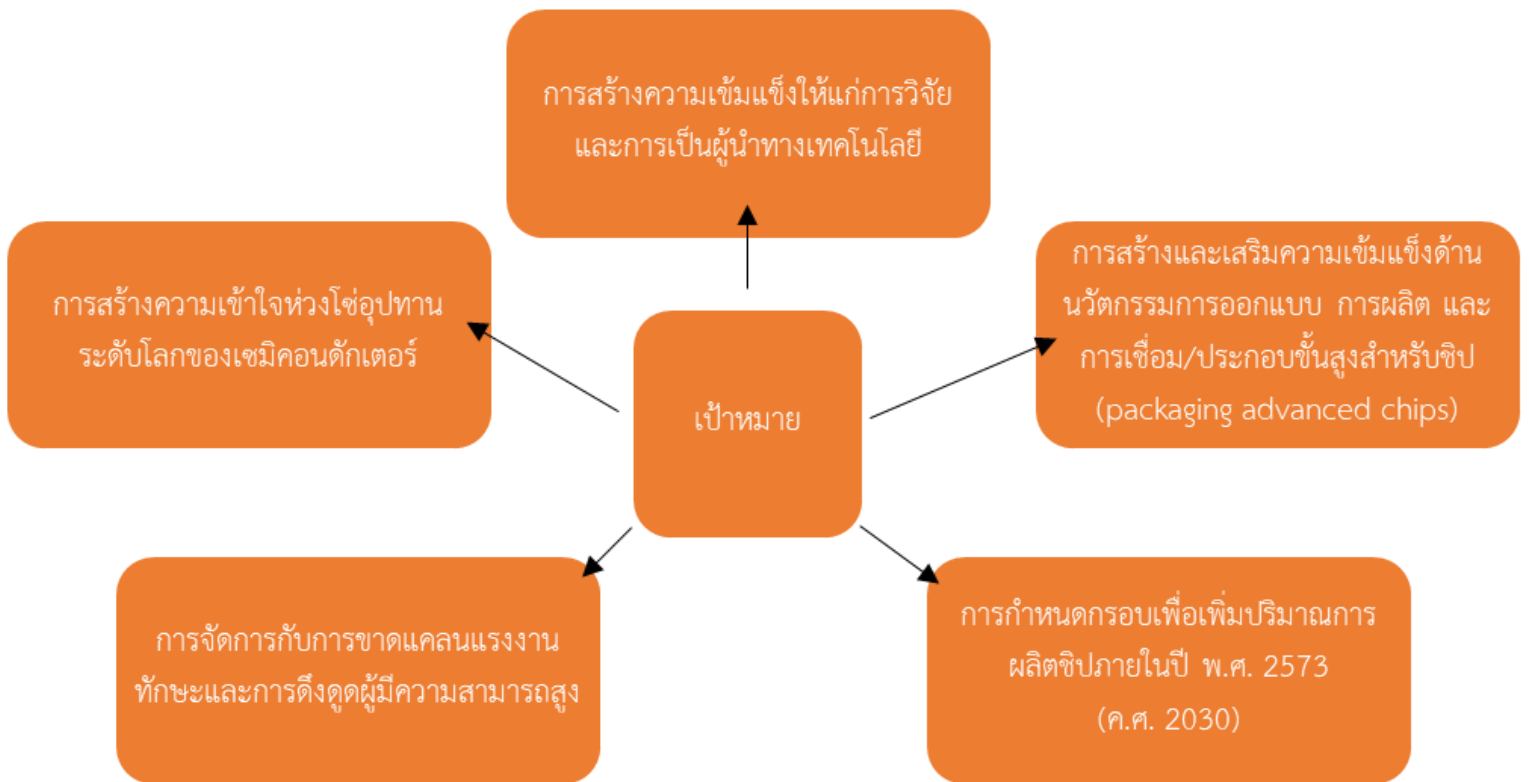 การสร้างความเข้มแข็งให้แก่การวิจัย
และการเป็นผู้นำทางเทคโนโลยี
การสร้างความเข้าใจห่วงโซ่อุปทาน
ระดับโลกของเซมิคอนดักเตอร์
การสร้างและเสริมความเข้มแข็งด้าน
นวัตกรรมการออกแบบ การผลิต และ
การเชื่อม/ประกอบขั้นสูงสำหรับชิป
(packaging advanced chips)
เป้าหมาย
การจัดการกับการขาดแคลนแรงงาน
ทักษะและการดึงดูดผู้มีความสามารถสูง
การกำหนดกรอบเพื่อเพิ่มปริมาณการ
ผลิตชิปภายในปี พ.ศ. 2573
(ค.ศ. 2030)